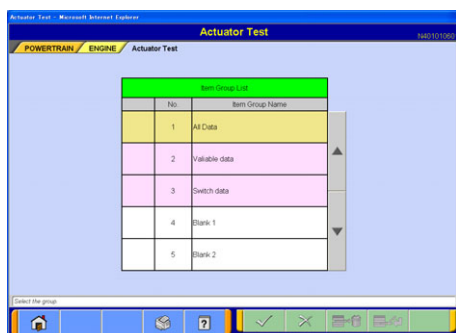 Actuator Test - Microsoft Internet Explorer
Actuator Test
N40101060
POWERTRAIN ENGINE Actuator Test
Item Group List
No. Item Group Name
1 All Data
2 Valiable data
3 Switch data
4 Blank 1
5 Blank 2
Select the group.
?